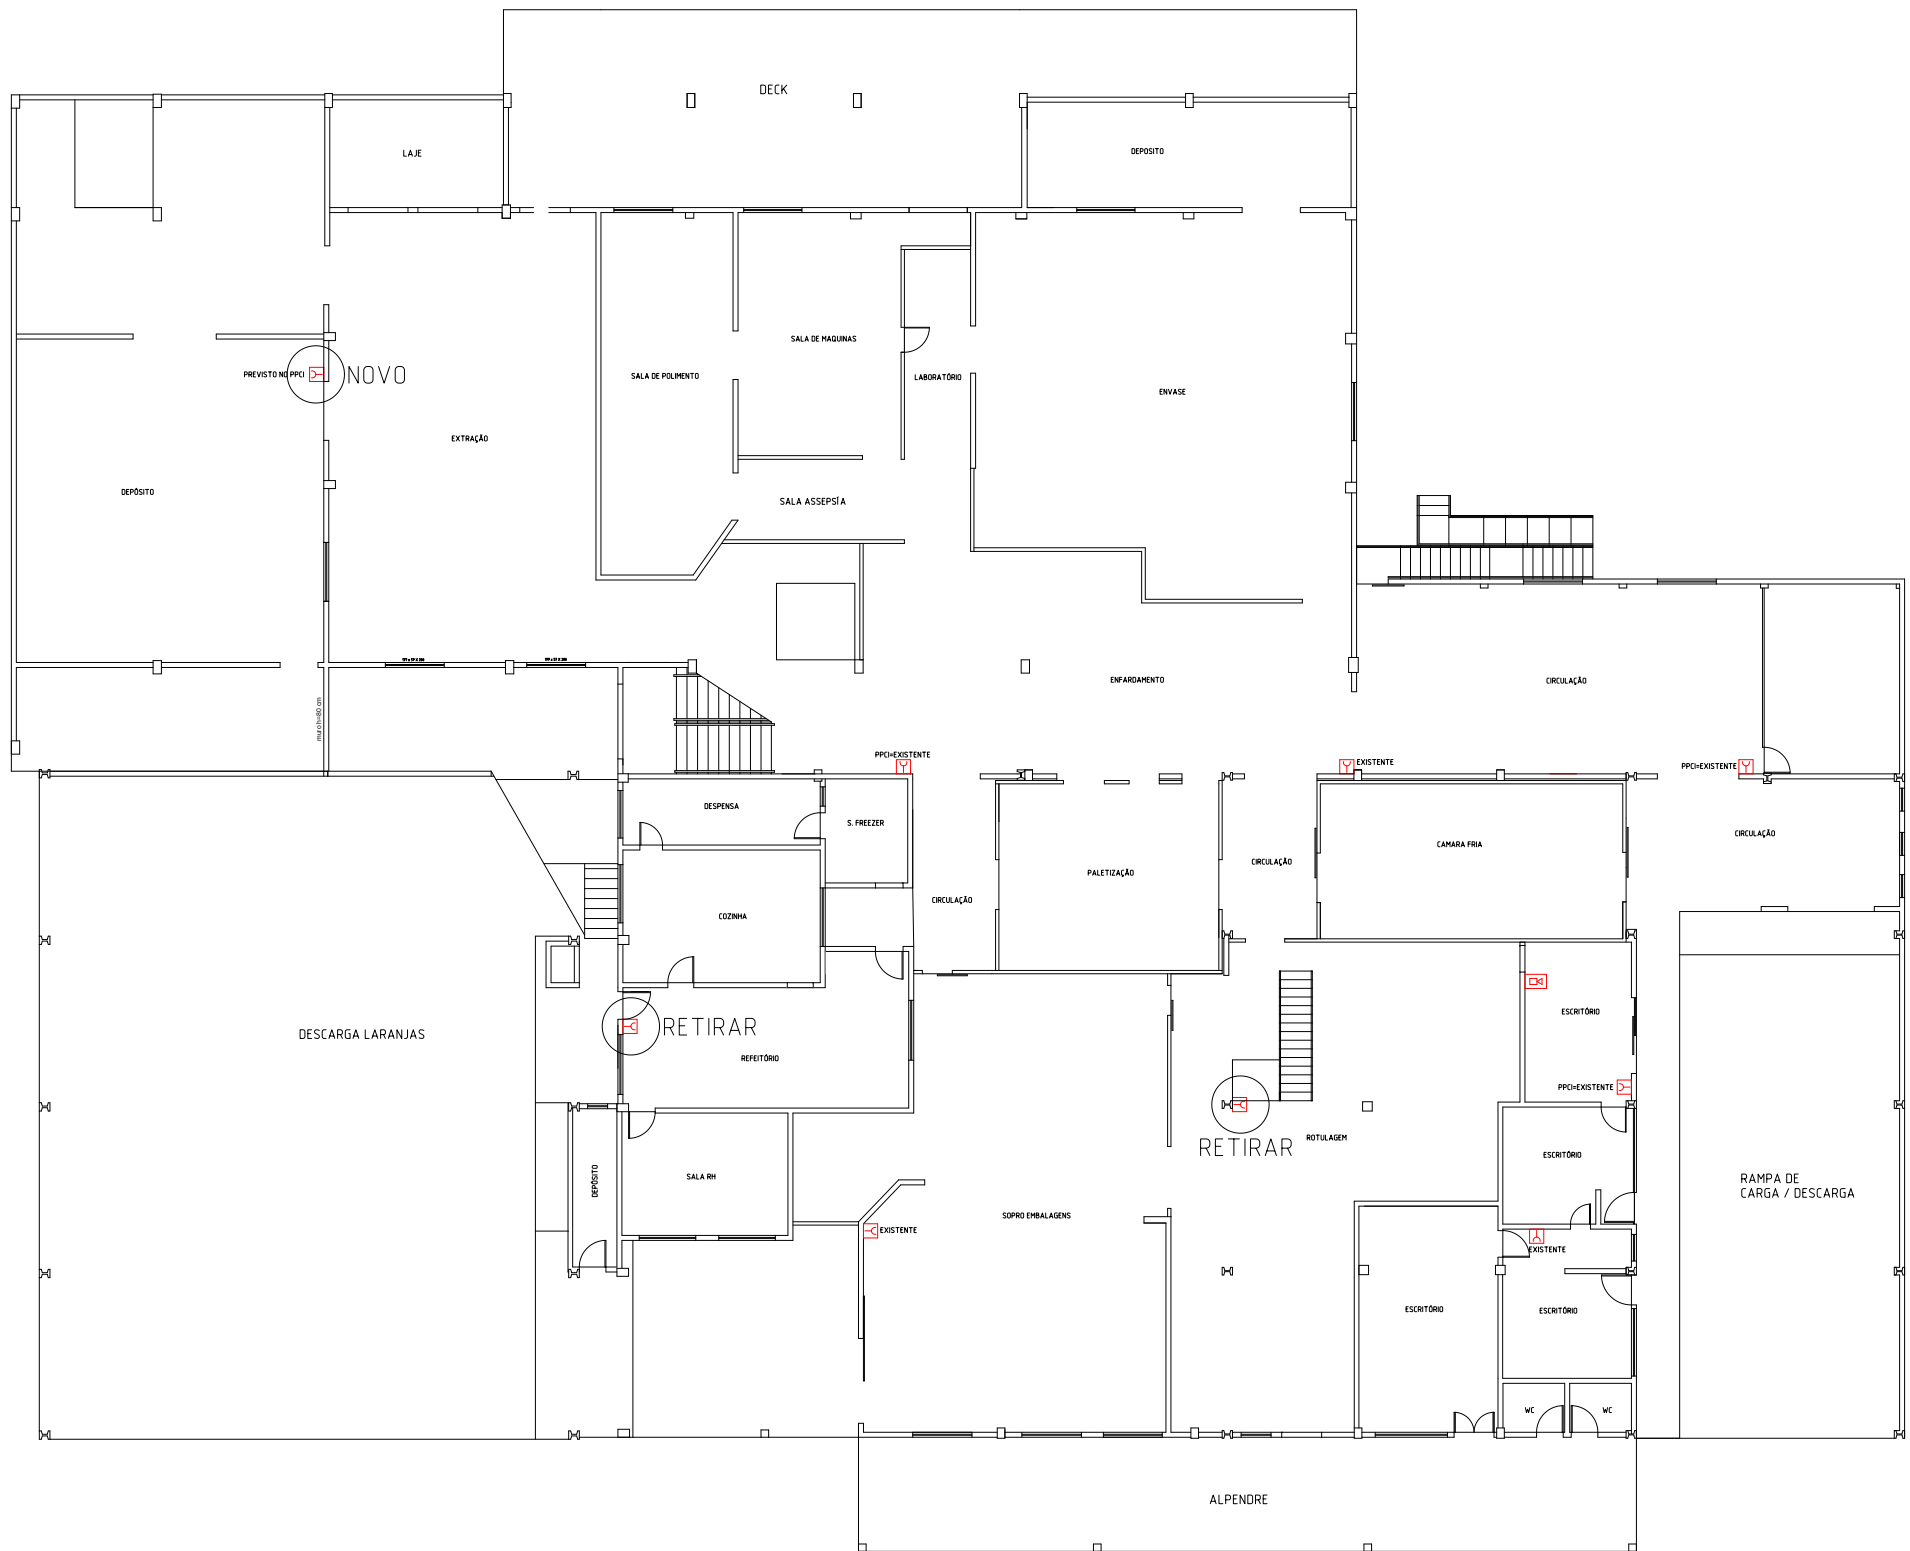 DECK
LAJE
DEPOSITO
SALA DE MAQUINAS
PREVISTO NO PPCI
NOVO
SALA DE POLIMENTO
LABORATÓRIO
ENVASE
EXTRAÇÃO
DEPÓSITO
SALA ASSEPSÍA
ENFARDAMENTO
CIRCULAÇÃO
muro h=80 cm
PPCI=EXISTENTE
EXISTENTE
PPCI=EXISTENTE
DESPENSA
S. FREEZER
CIRCULAÇÃO
CAMARA FRIA
CIRCULAÇÃO
PALETIZAÇÃO
CIRCULAÇÃO
COZINHA
ESCRITÓRIO
RETIRAR
DESCARGA LARANJAS
REFEITÓRIO
PPCI=EXISTENTE
ROTULAGEM
RETIRAR
ESCRITÓRIO
SALA RH
DEPÓSITO
RAMPA DE
CARGA / DESCARGA
SOPRO EMBALAGENS
EXISTENTE
EXISTENTE
ESCRITÓRIO
ESCRITÓRIO
WC
WC
ALPENDRE